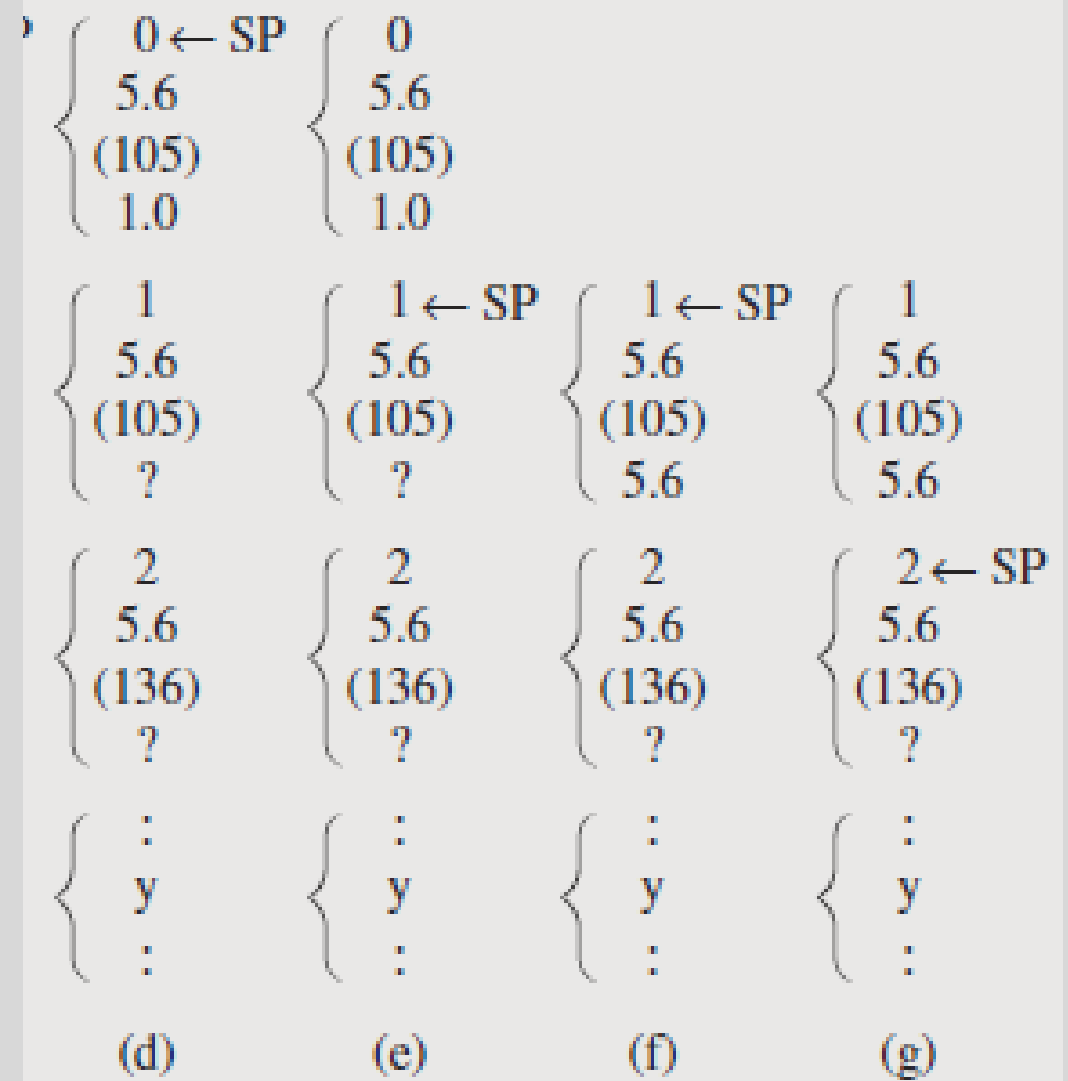 0 ← SP 0
5.6 5.6
(105) (105)
1.0 1.0
1 1 ← SP 1 ← SP 1
5.6 5.6 5.6 5.6
(105) (105) (105) (105)
? ? 5.6 5.6
2 2 2 2 ← SP
5.6 5.6 5.6 5.6
(136) (136) (136) (136)
? ? ? ?
: : : :
y y y y
: : : :
(d) (e) (f) (g)